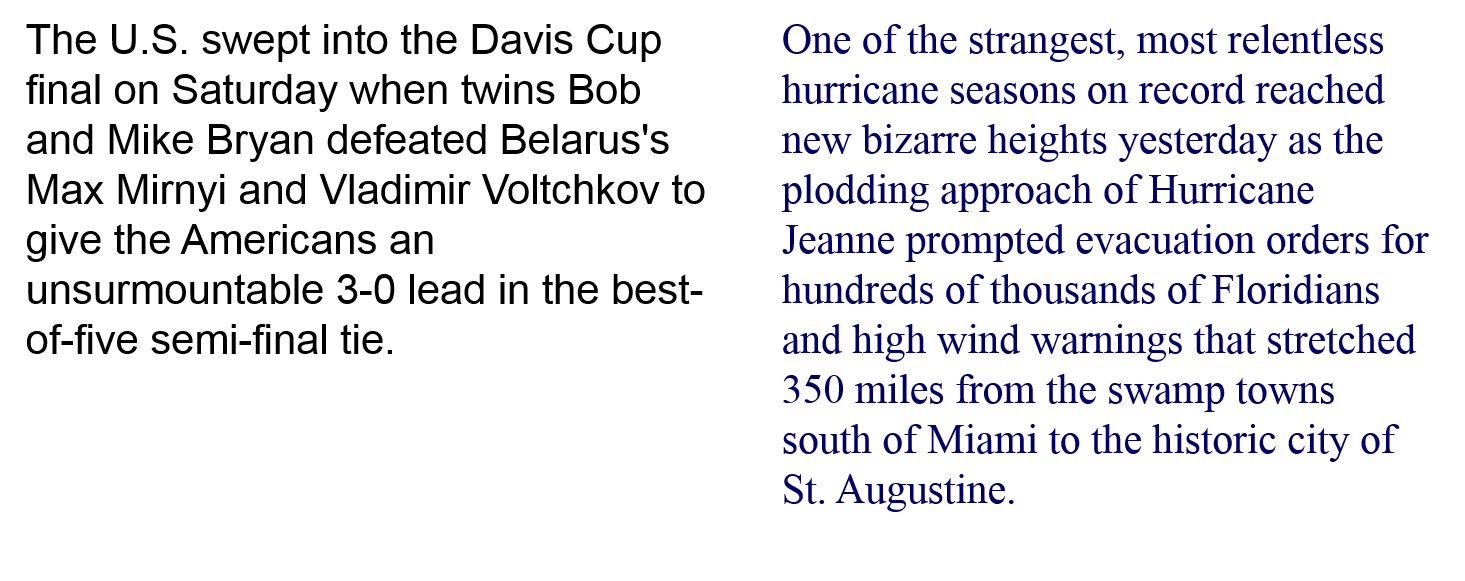 The U.S. swept into the Davis Cup
final on Saturday when twins Bob
and Mike Bryan defeated Belarus's
Max Mirnyi and Vladimir Voltchkov to
give the Americans an
unsurmountable 3-0 lead in the best-
of-five semi-final tie.
One of the strangest, most relentless
hurricane seasons on record reached
new bizarre heights yesterday as the
plodding approach of Hurricane
Jeanne prompted evacuation orders for
hundreds of thousands of Floridians
and high wind warnings that stretched
350 miles from the swamp towns
south of Miami to the historic city of
St. Augustine.